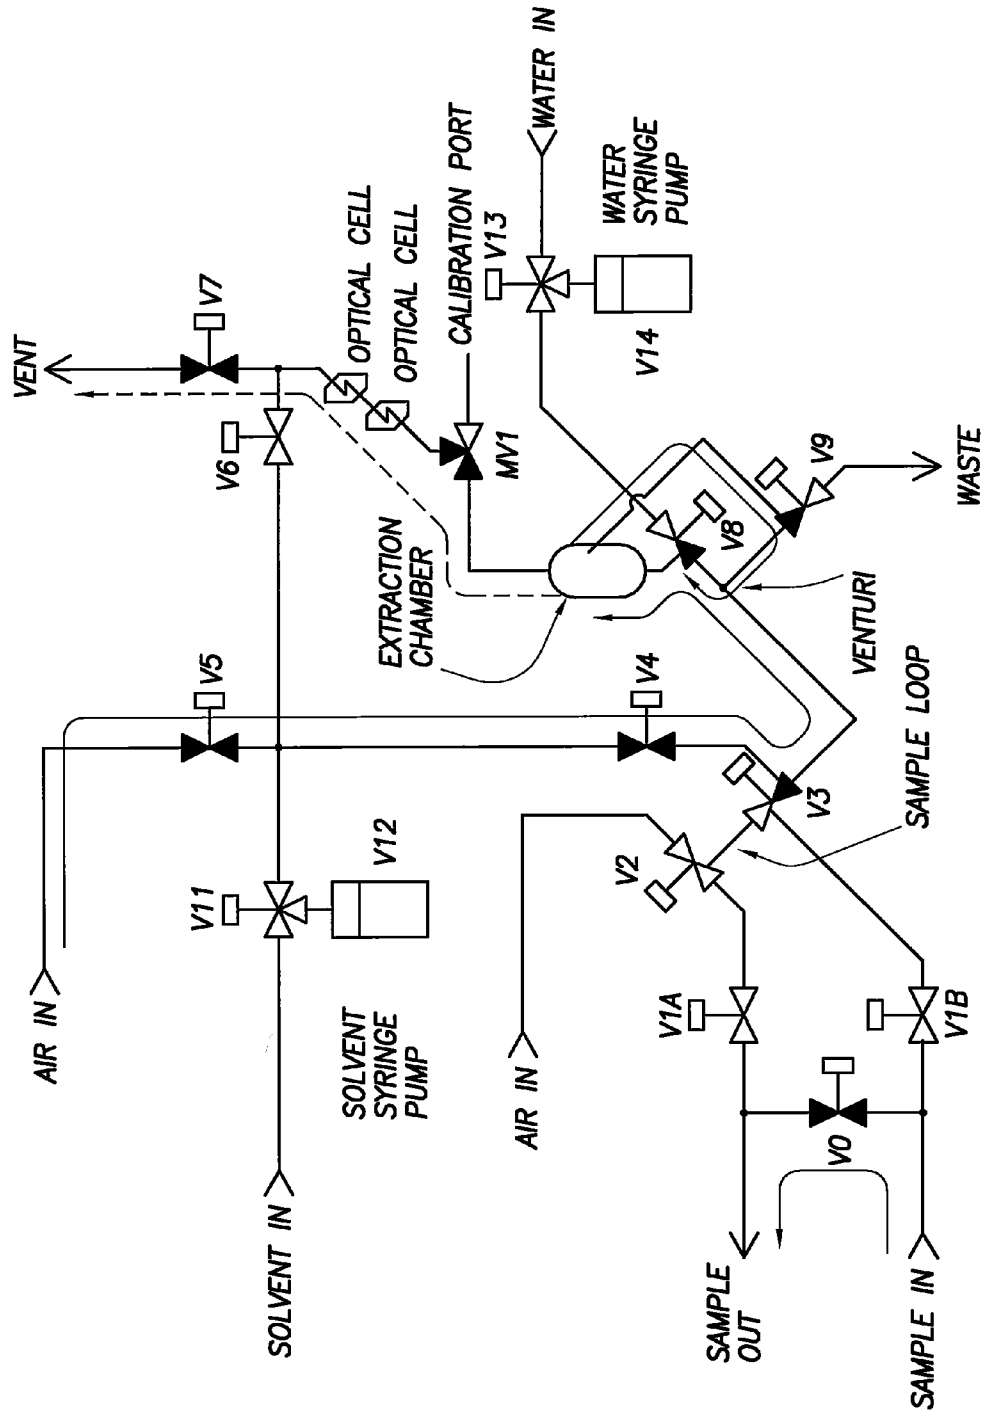 VENT
V7
AIR IN
V5
V6
OPTICAL CELL
OPTICAL CELL
CALIBRATION PORT
WATER IN
V11
V12
SOLVENT IN
SOLVENT
SYRINGE
PUMP
EXTRACTION
CHAMBER
MV1
V13
WATER
SYRINGE
PUMP
V14
AIR IN
V4
V2
V3
V8
V9
VENTURI
SAMPLE LOOP
WASTE
V1A
V0
V1B
SAMPLE
OUT
SAMPLE IN